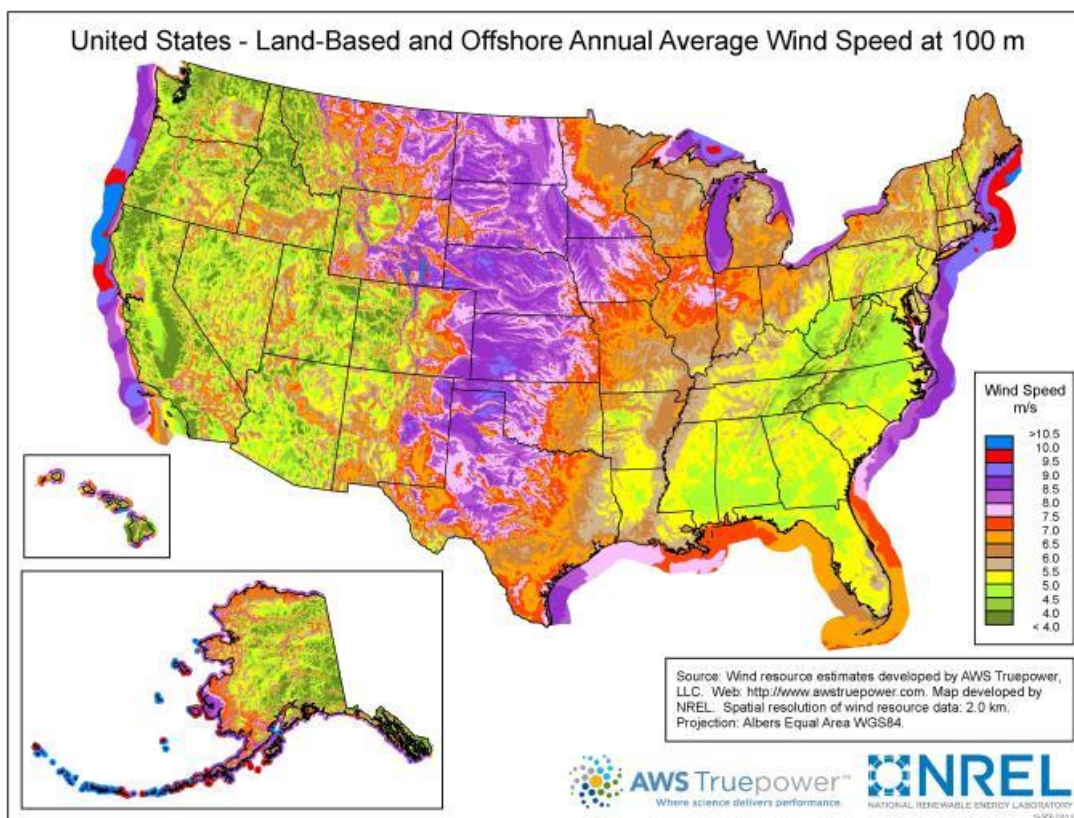 United States - Land-Based and Offshore Annual Average Wind Speed at 100 m
Wind Speed
m/s
>10.5
10.0
9.5
9.0
8.5
8.0
7.5
7.0
6.5
6.0
5.5
5.0
4.5
4.0
< 4.0
Source: Wind resource estimates developed by AWS Truepower,
LLC. Web: http://www.awstruepower.com. Map developed by
NREL. Spatial resolution of wind resource data: 2.0 km.
Projection: Albers Equal Area WGS84.
AWS Truepower™
Where science delivers performance.
NREL
NATIONAL RENEWABLE ENERGY LABORATORY